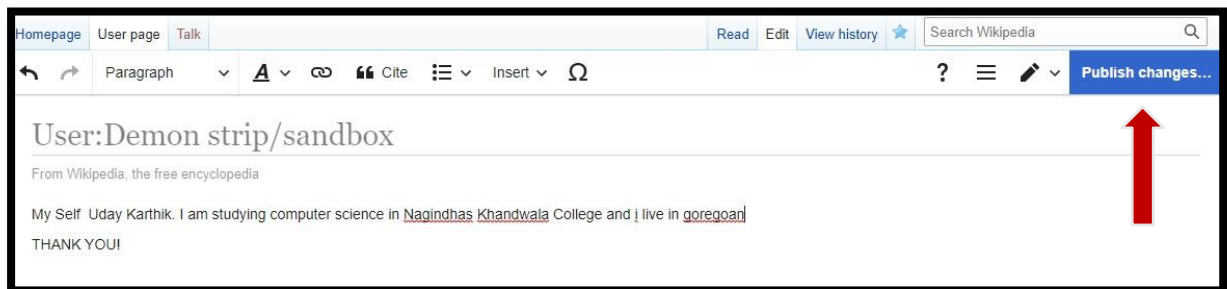 Homepage User page Talk Read Edit View history Search Wikipedia
Paragraph A Cite Insert Ω ? Publish changes...
User:Demon strip/sandbox
From Wikipedia, the free encyclopedia
My Self Uday Karthik. I am studying computer science in Nagindhas Khandwala College and i live in goregoan
THANK YOU!